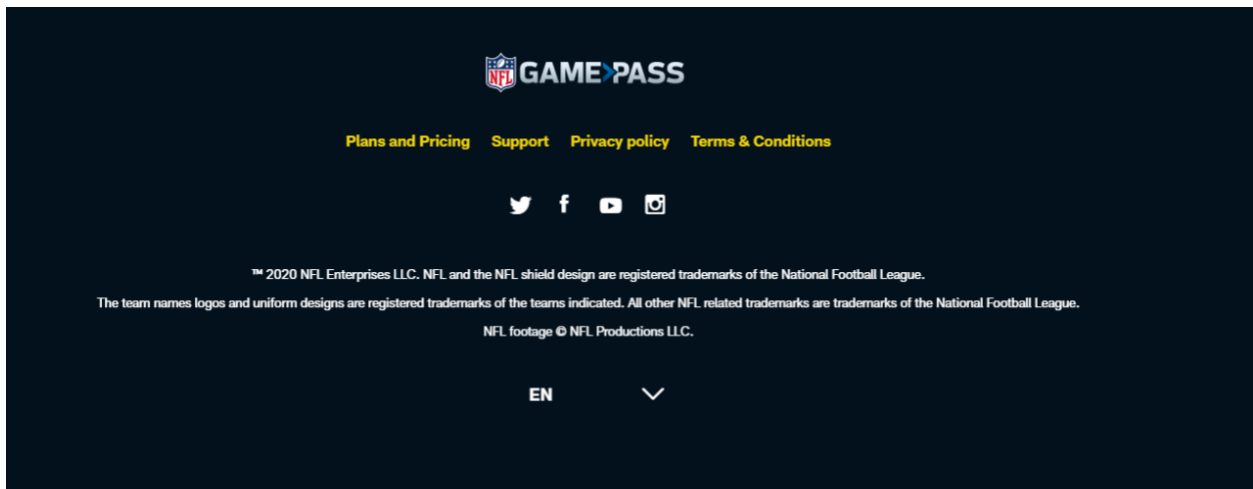 NFL GAME PASS
Plans and Pricing Support Privacy policy Terms & Conditions
™ 2020 NFL Enterprises LLC. NFL and the NFL shield design are registered trademarks of the National Football League.
The team names logos and uniform designs are registered trademarks of the teams indicated. All other NFL related trademarks are trademarks of the National Football League.
NFL footage © NFL Productions LLC.
EN